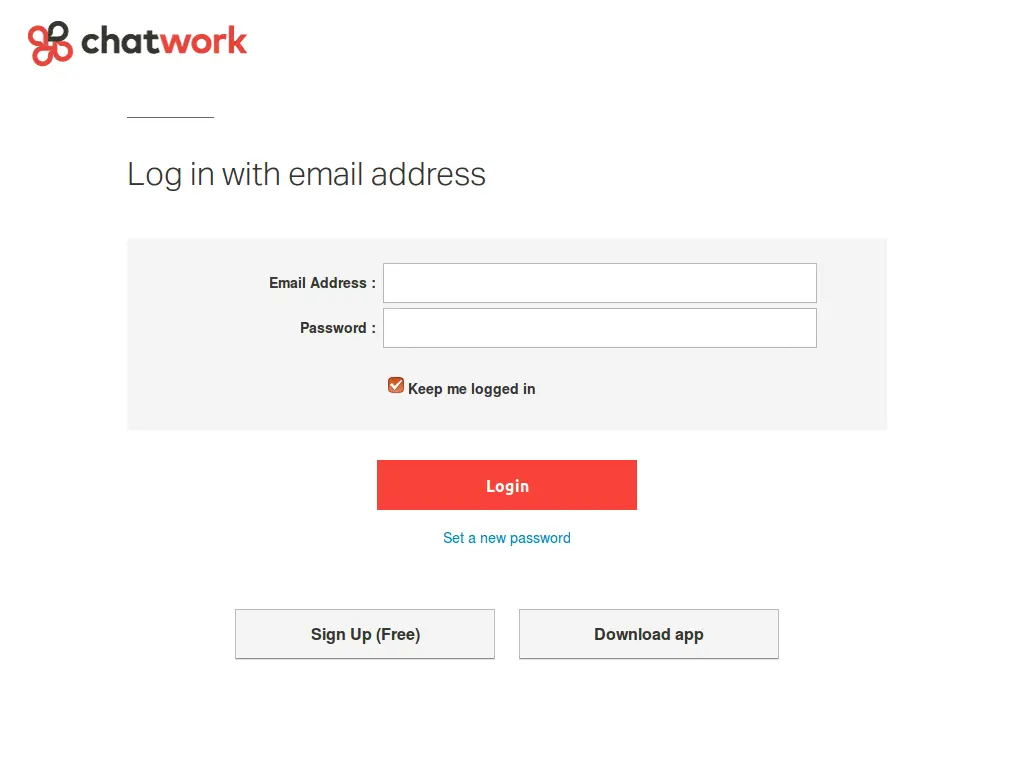 chatwork
Log in with email address
Email Address :
Password :
Keep me logged in
Login
Set a new password
Sign Up (Free)
Download app